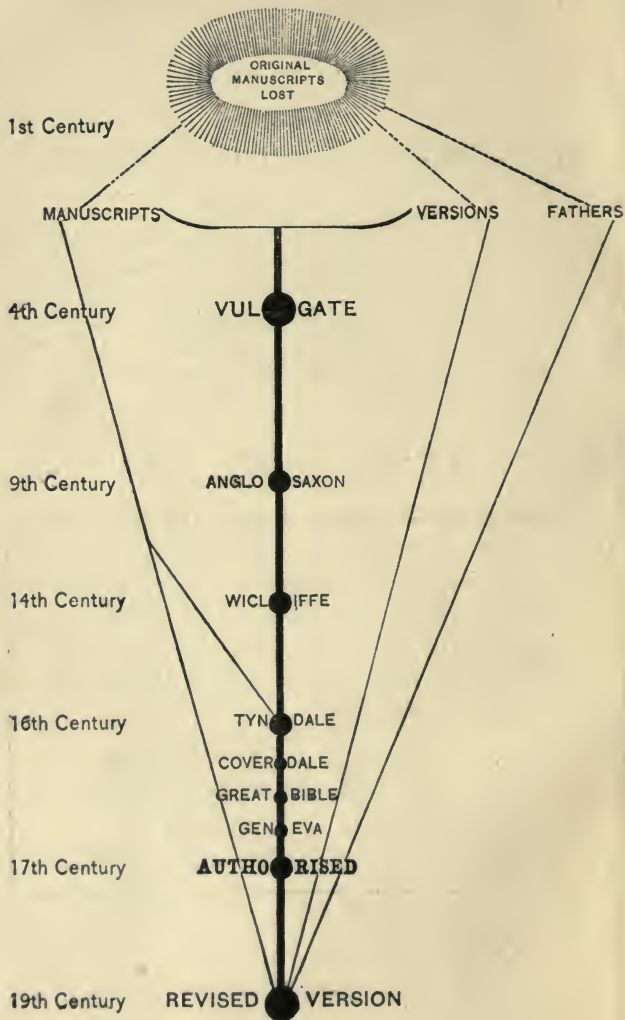 ORIGINAL
MANUSCRIPTS
LOST
1st Century
MANUSCRIPTS VERSIONS FATHERS
4th Century VULGATE
9th Century ANGLO SAXON
14th Century WICLIFFE
16th Century TYNDALE
COVERDALE
GREAT BIBLE
GENEVA
17th Century AUTHORISED
19th Century REVISED VERSION